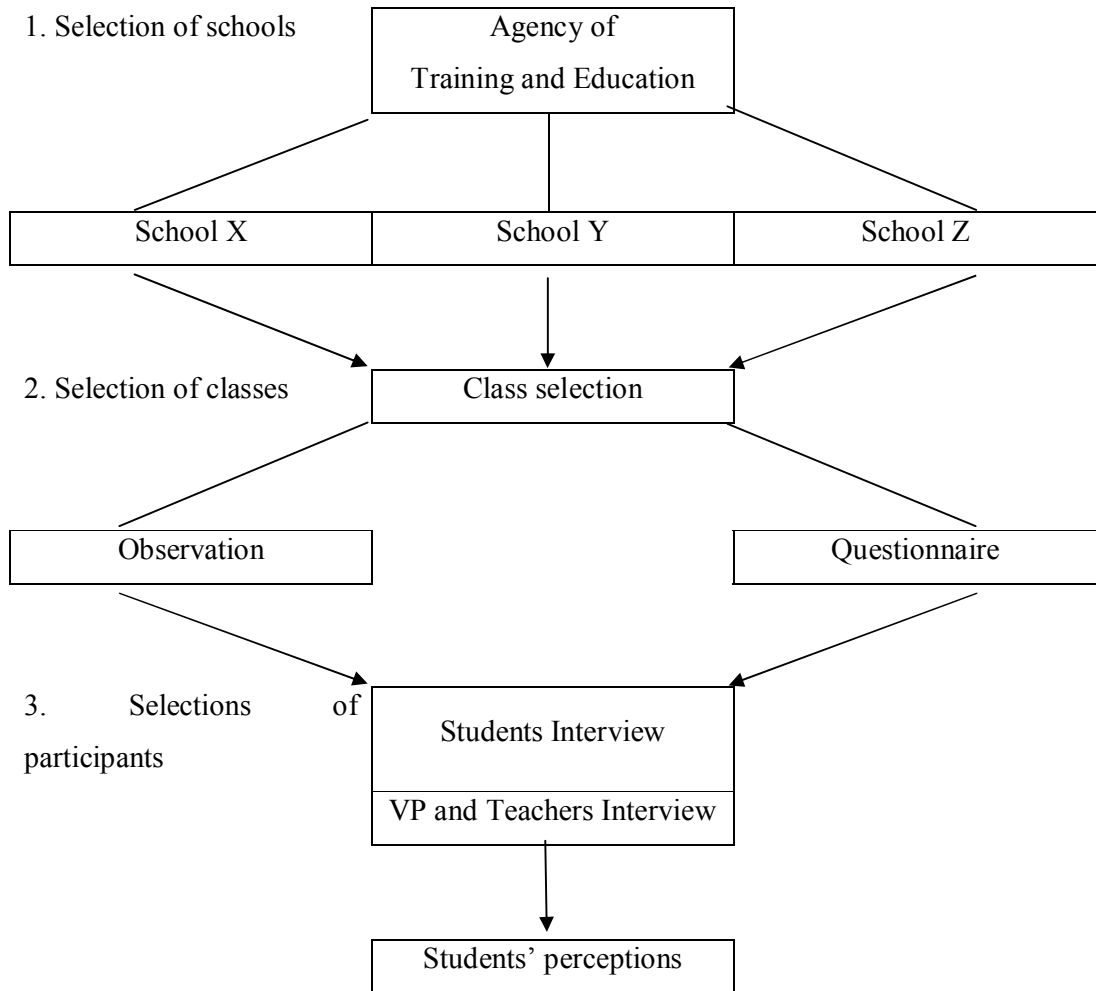 1. Selection of schools
Agency of
Training and Education
School X
School Y
School Z
2. Selection of classes
Class selection
Observation
Questionnaire
3. Selections of
participants
Students Interview
VP and Teachers Interview
Students’ perceptions